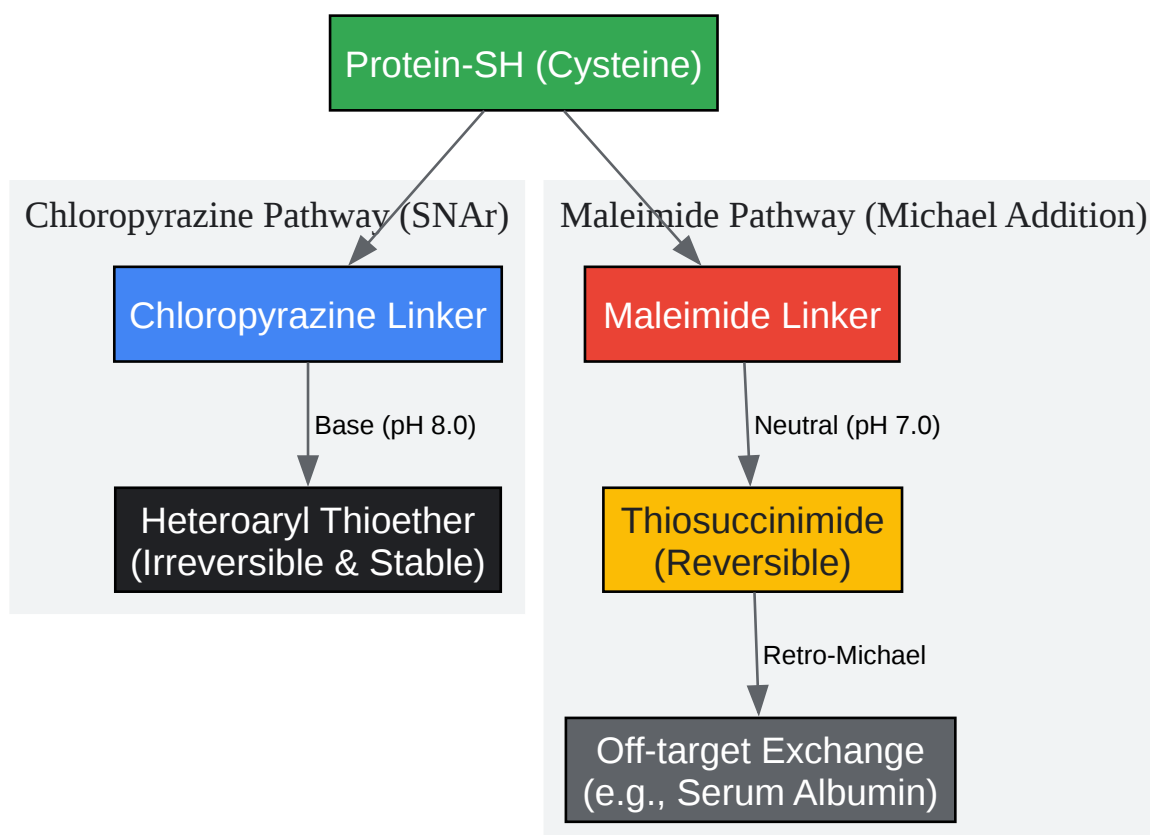 Protein-SH (Cysteine)
Chloropyrazine Pathway (SNAr)
Maleimide Pathway (Michael Addition)
Chloropyrazine Linker
Maleimide Linker
Base (pH 8.0)
Neutral (pH 7.0)
Heteroaryl Thioether
(Irreversible & Stable)
Thiosuccinimide
(Reversible)
Retro-Michael
Off-target Exchange
(e.g., Serum Albumin)